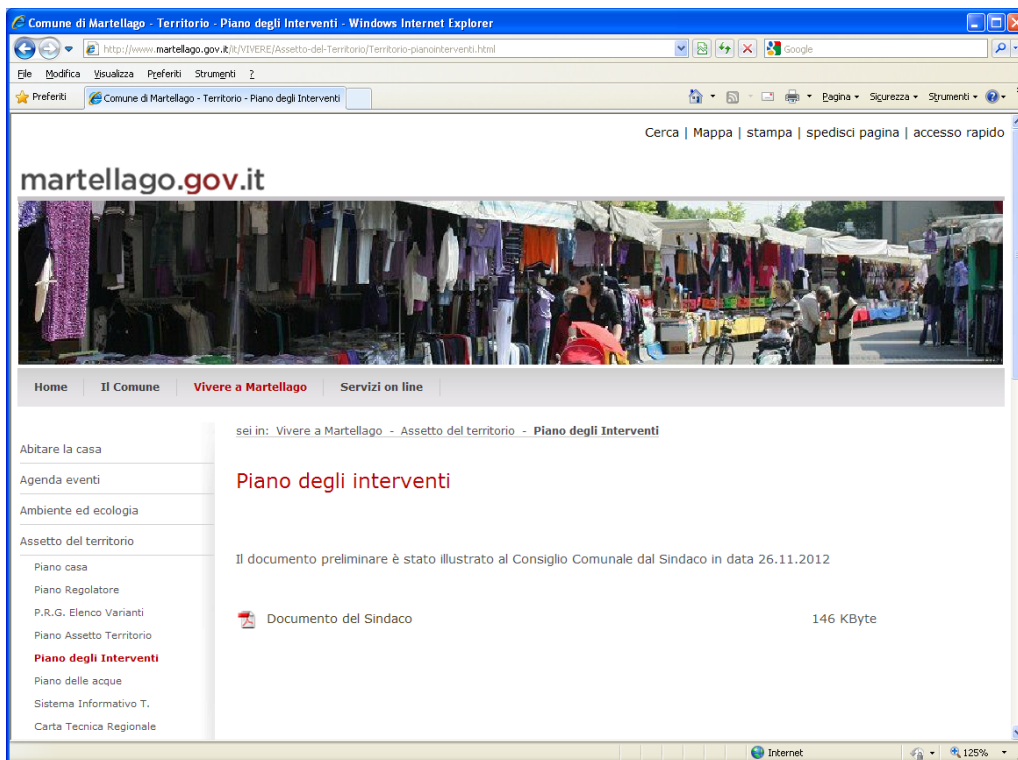 Comune di Martellago - Territorio - Piano degli Interventi - Windows Internet Explorer
http://www.martellago.gov.it/it/VIVERE/Assetto-del-Territorio/Territorio-pianointerventi.html
Google
File Modifica Visualizza Preferiti Strumenti ?
Preferiti Comune di Martellago - Territorio - Piano degli Interventi Pagina Sicurezza Strumenti
Cerca | Mappa | stampa | spedisci pagina | accesso rapido
martellago.gov.it
Home Il Comune Vivere a Martellago Servizi on line
sei in: Vivere a Martellago - Assetto del territorio - Piano degli Interventi
Abitare la casa
Agenda eventi
Ambiente ed ecologia
Assetto del territorio
Piano casa
Piano Regolatore
P.R.G. Elenco Varianti
Piano Assetto Territorio
Piano degli Interventi
Piano delle acque
Sistema Informativo T.
Carta Tecnica Regionale
Piano degli interventi
Il documento preliminare è stato illustrato al Consiglio Comunale dal Sindaco in data 26.11.2012
Documento del Sindaco 146 KByte
Internet 125%